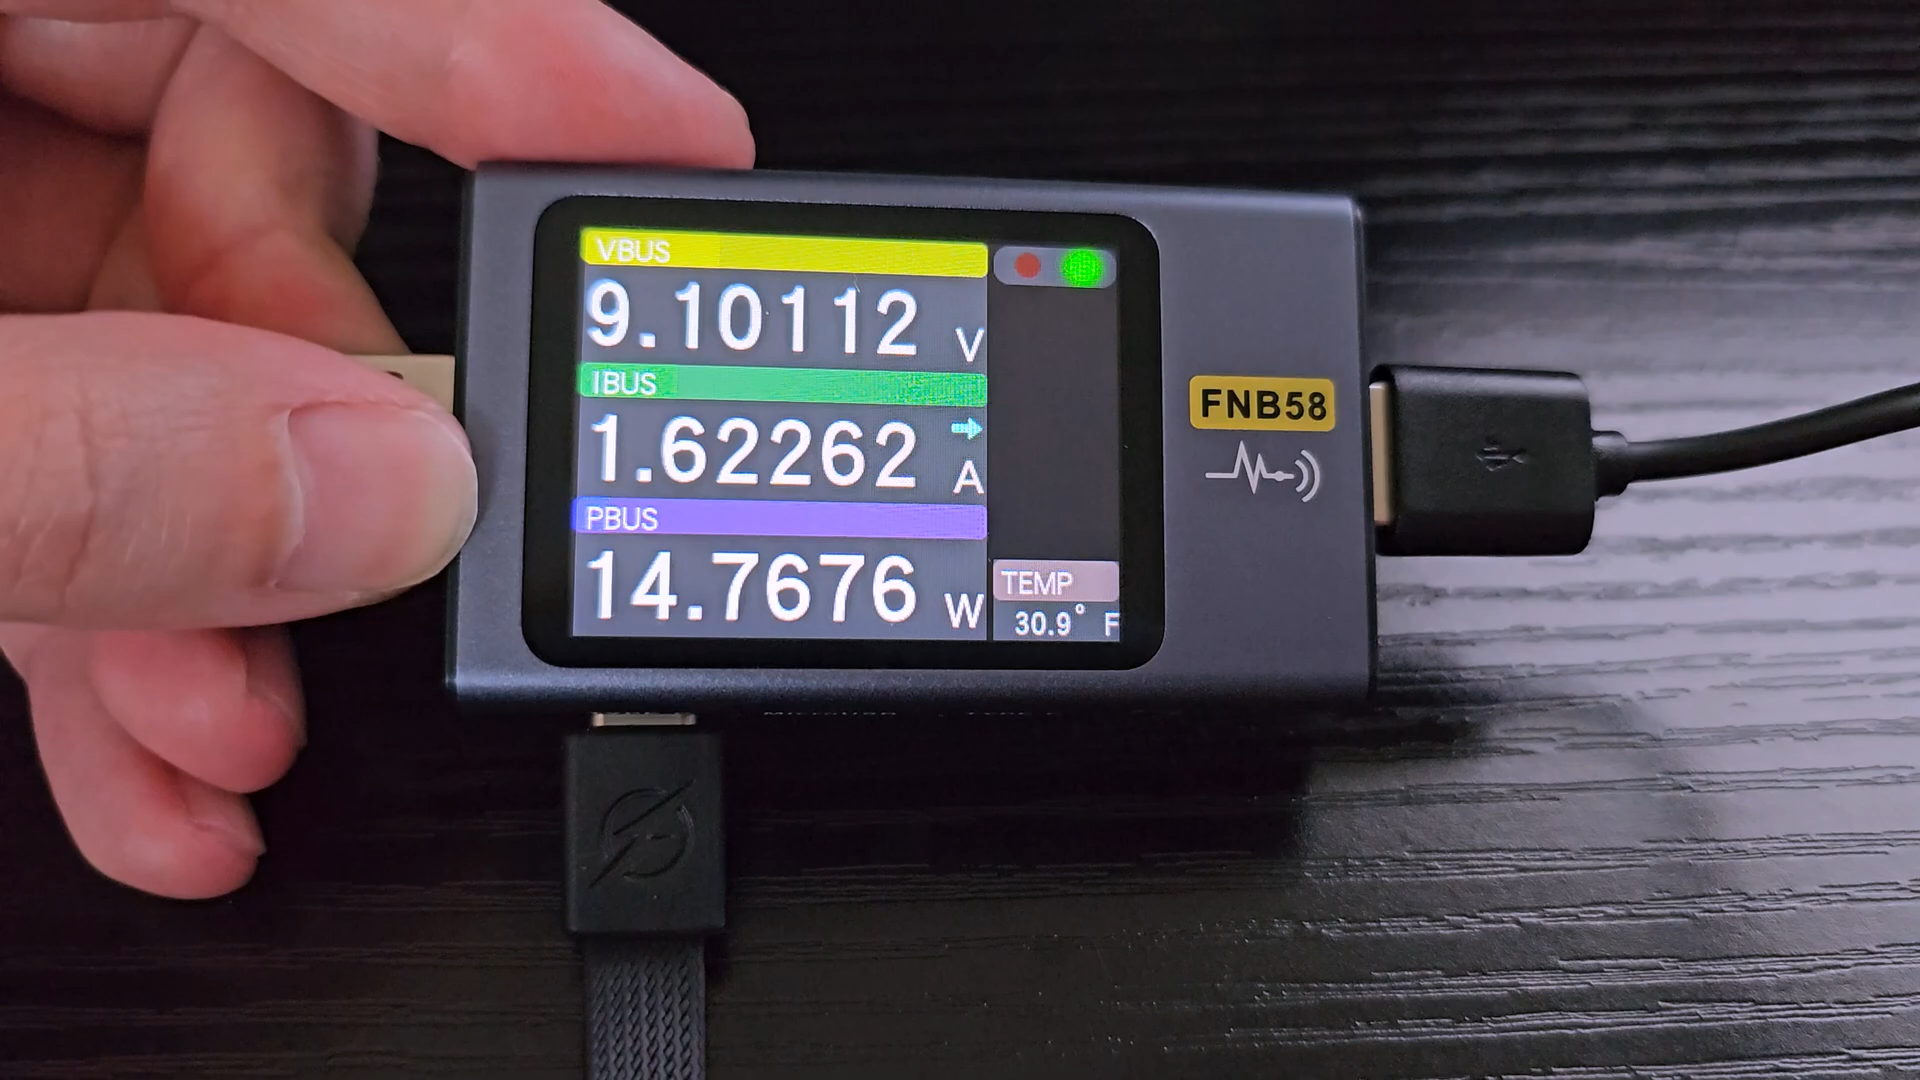 VBUS
9.10112 V
IBUS
1.62262 A
PBUS
14.7676 W
TEMP
30.9° F
FNB58